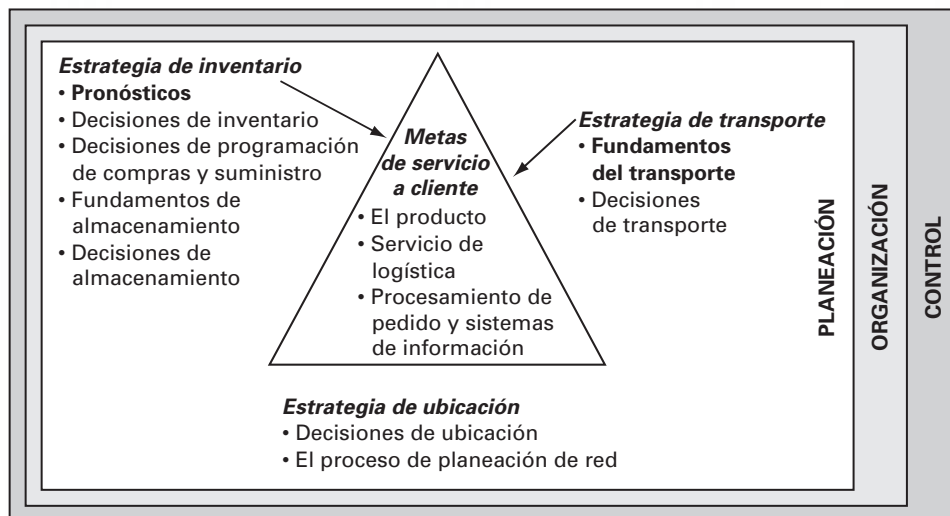 Estrategia de inventario
• Pronósticos
• Decisiones de inventario
• Decisiones de programación
de compras y suministro
• Fundamentos de
almacenamiento
• Decisiones de
almacenamiento
Metas
de servicio
a cliente
• El producto
• Servicio de
logística
• Procesamiento de
pedido y sistemas
de información
Estrategia de transporte
• Fundamentos
del transporte
• Decisiones
de transporte
Estrategia de ubicación
• Decisiones de ubicación
• El proceso de planeación de red
PLANEACIÓN
ORGANIZACIÓN
CONTROL